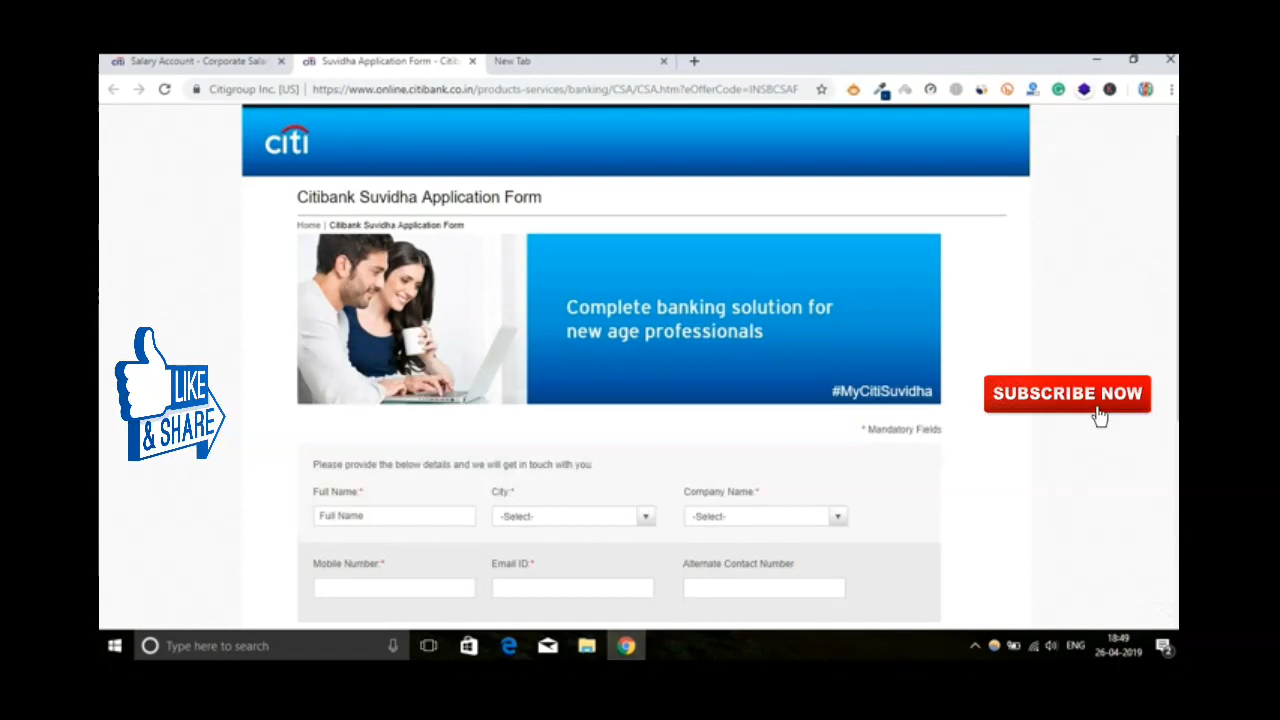 citi Salary Account - Corporate Sala
citi Suvidha Application Form - Citib
New Tab
Citigroup Inc. [US] | https://www.online.citibank.co.in/products-services/banking/CSA/CSA.htm?eOfferCode=INSBCSAF
citi
Citibank Suvidha Application Form
Home | Citibank Suvidha Application Form
Complete banking solution for
new age professionals
#MyCitiSuvidha
LIKE
& SHARE
SUBSCRIBE NOW
* Mandatory Fields
Please provide the below details and we will get in touch with you.
Full Name:* City:* Company Name:*
Full Name -Select- -Select-
Mobile Number:* Email ID:* Alternate Contact Number
Type here to search
ENG
18:49
26-04-2019
2